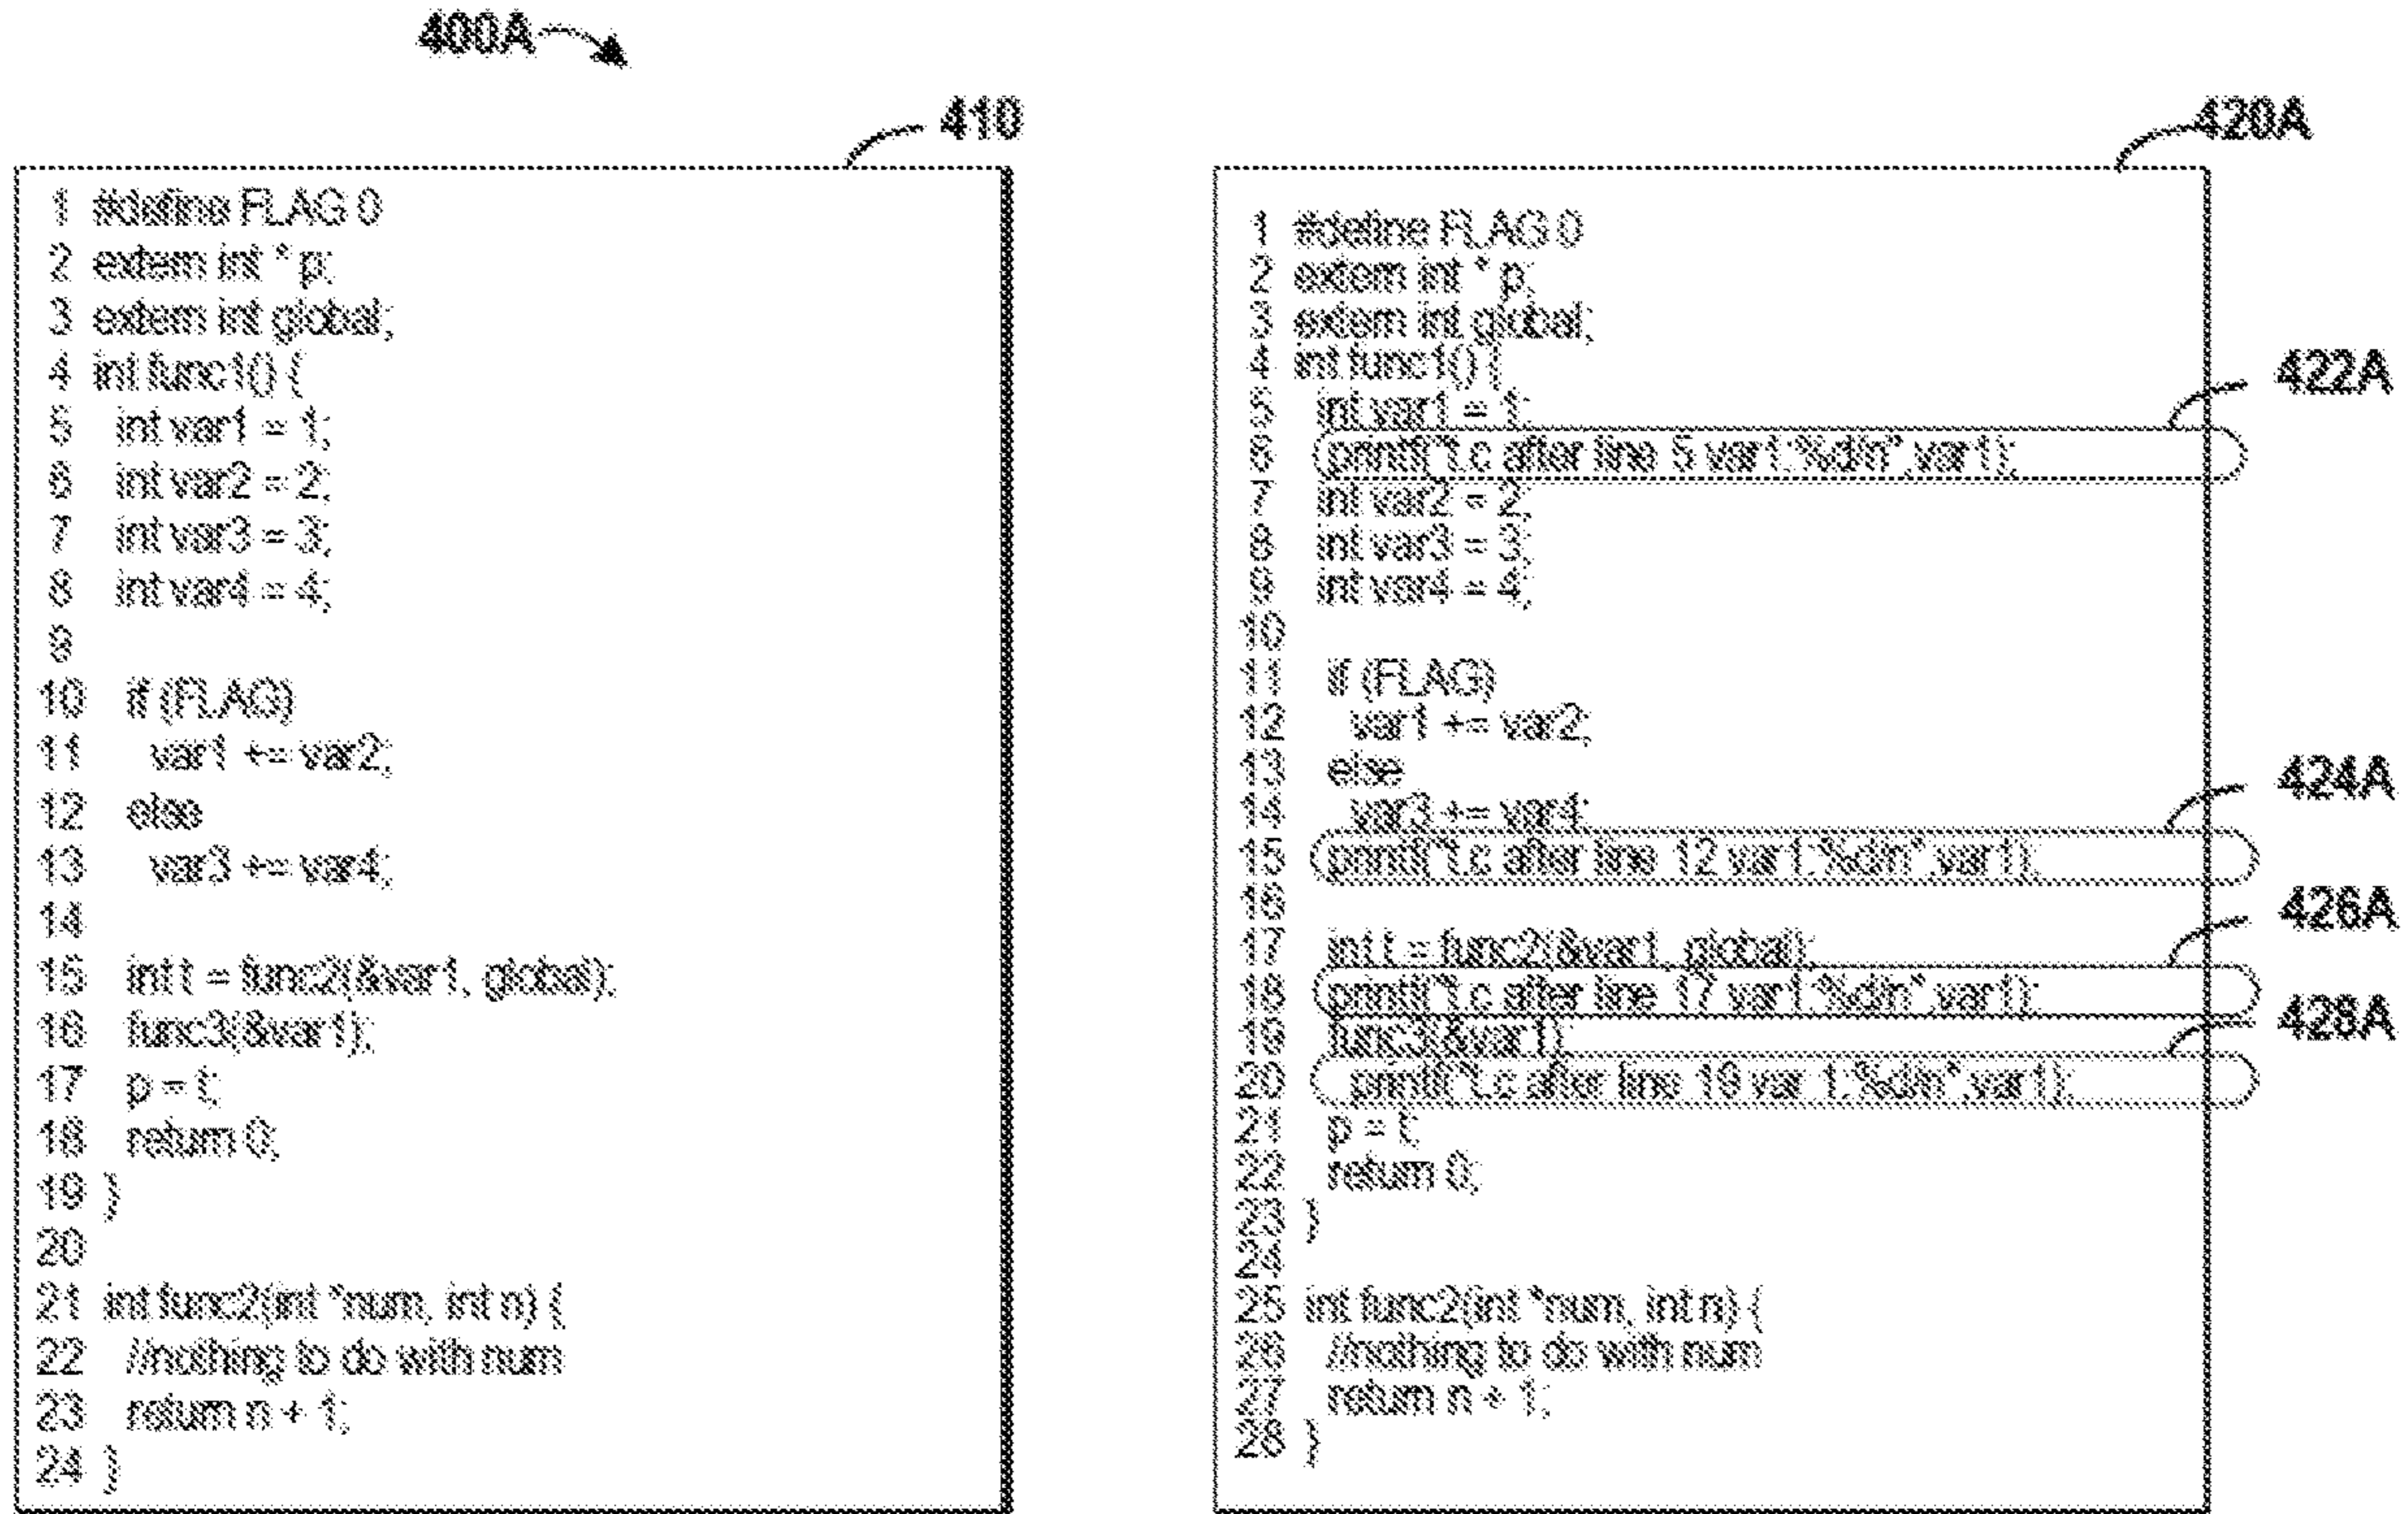 400A
410
1 #define FLAG 0
2 extern int * p;
3 extern int global;
4 int func1() {
5 int var1 = 1;
6 int var2 = 2;
7 int var3 = 3;
8 int var4 = 4;
9
10 if (FLAG)
11 var1 += var2;
12 else
13 var3 += var4;
14
15 int t = func2(&var1, global);
16 func3(&var1);
17 p = t;
18 return 0;
19 }
20
21 int func2(int *num, int n) {
22 //nothing to do with num
23 return n + 1;
24 }
420A
1 #define FLAG 0
2 extern int * p;
3 extern int global;
4 int func1() {
5 int var1 = 1;
422A
6 printf("t.c after line 5 var1:%d\n",var1);
7 int var2 = 2;
8 int var3 = 3;
9 int var4 = 4;
10
11 if (FLAG)
12 var1 += var2;
13 else
14 var3 += var4;
424A
15 printf("t.c after line 12 var1:%d\n",var1);
16
17 int t = func2(&var1, global);
426A
18 printf("t.c after line 17 var1:%d\n",var1);
19 func3(&var1);
428A
20 printf("t.c after line 19 var 1:%d\n",var1);
21 p = t;
22 return 0;
23 }
24
25 int func2(int *num, int n) {
26 //nothing to do with num
27 return n + 1;
28 }